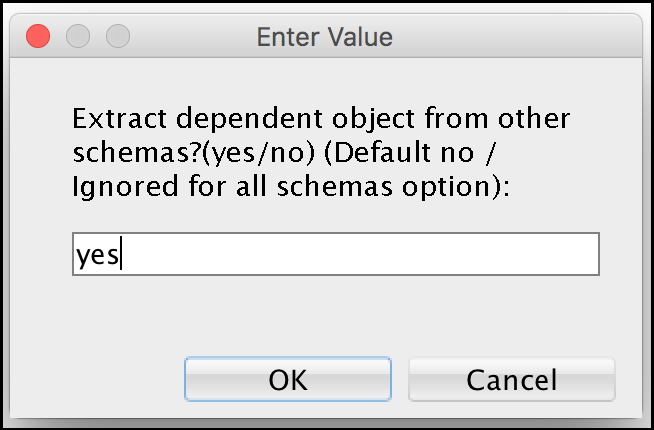 Enter Value
Extract dependent object from other
schemas?(yes/no) (Default no /
Ignored for all schemas option):
yes
OK
Cancel